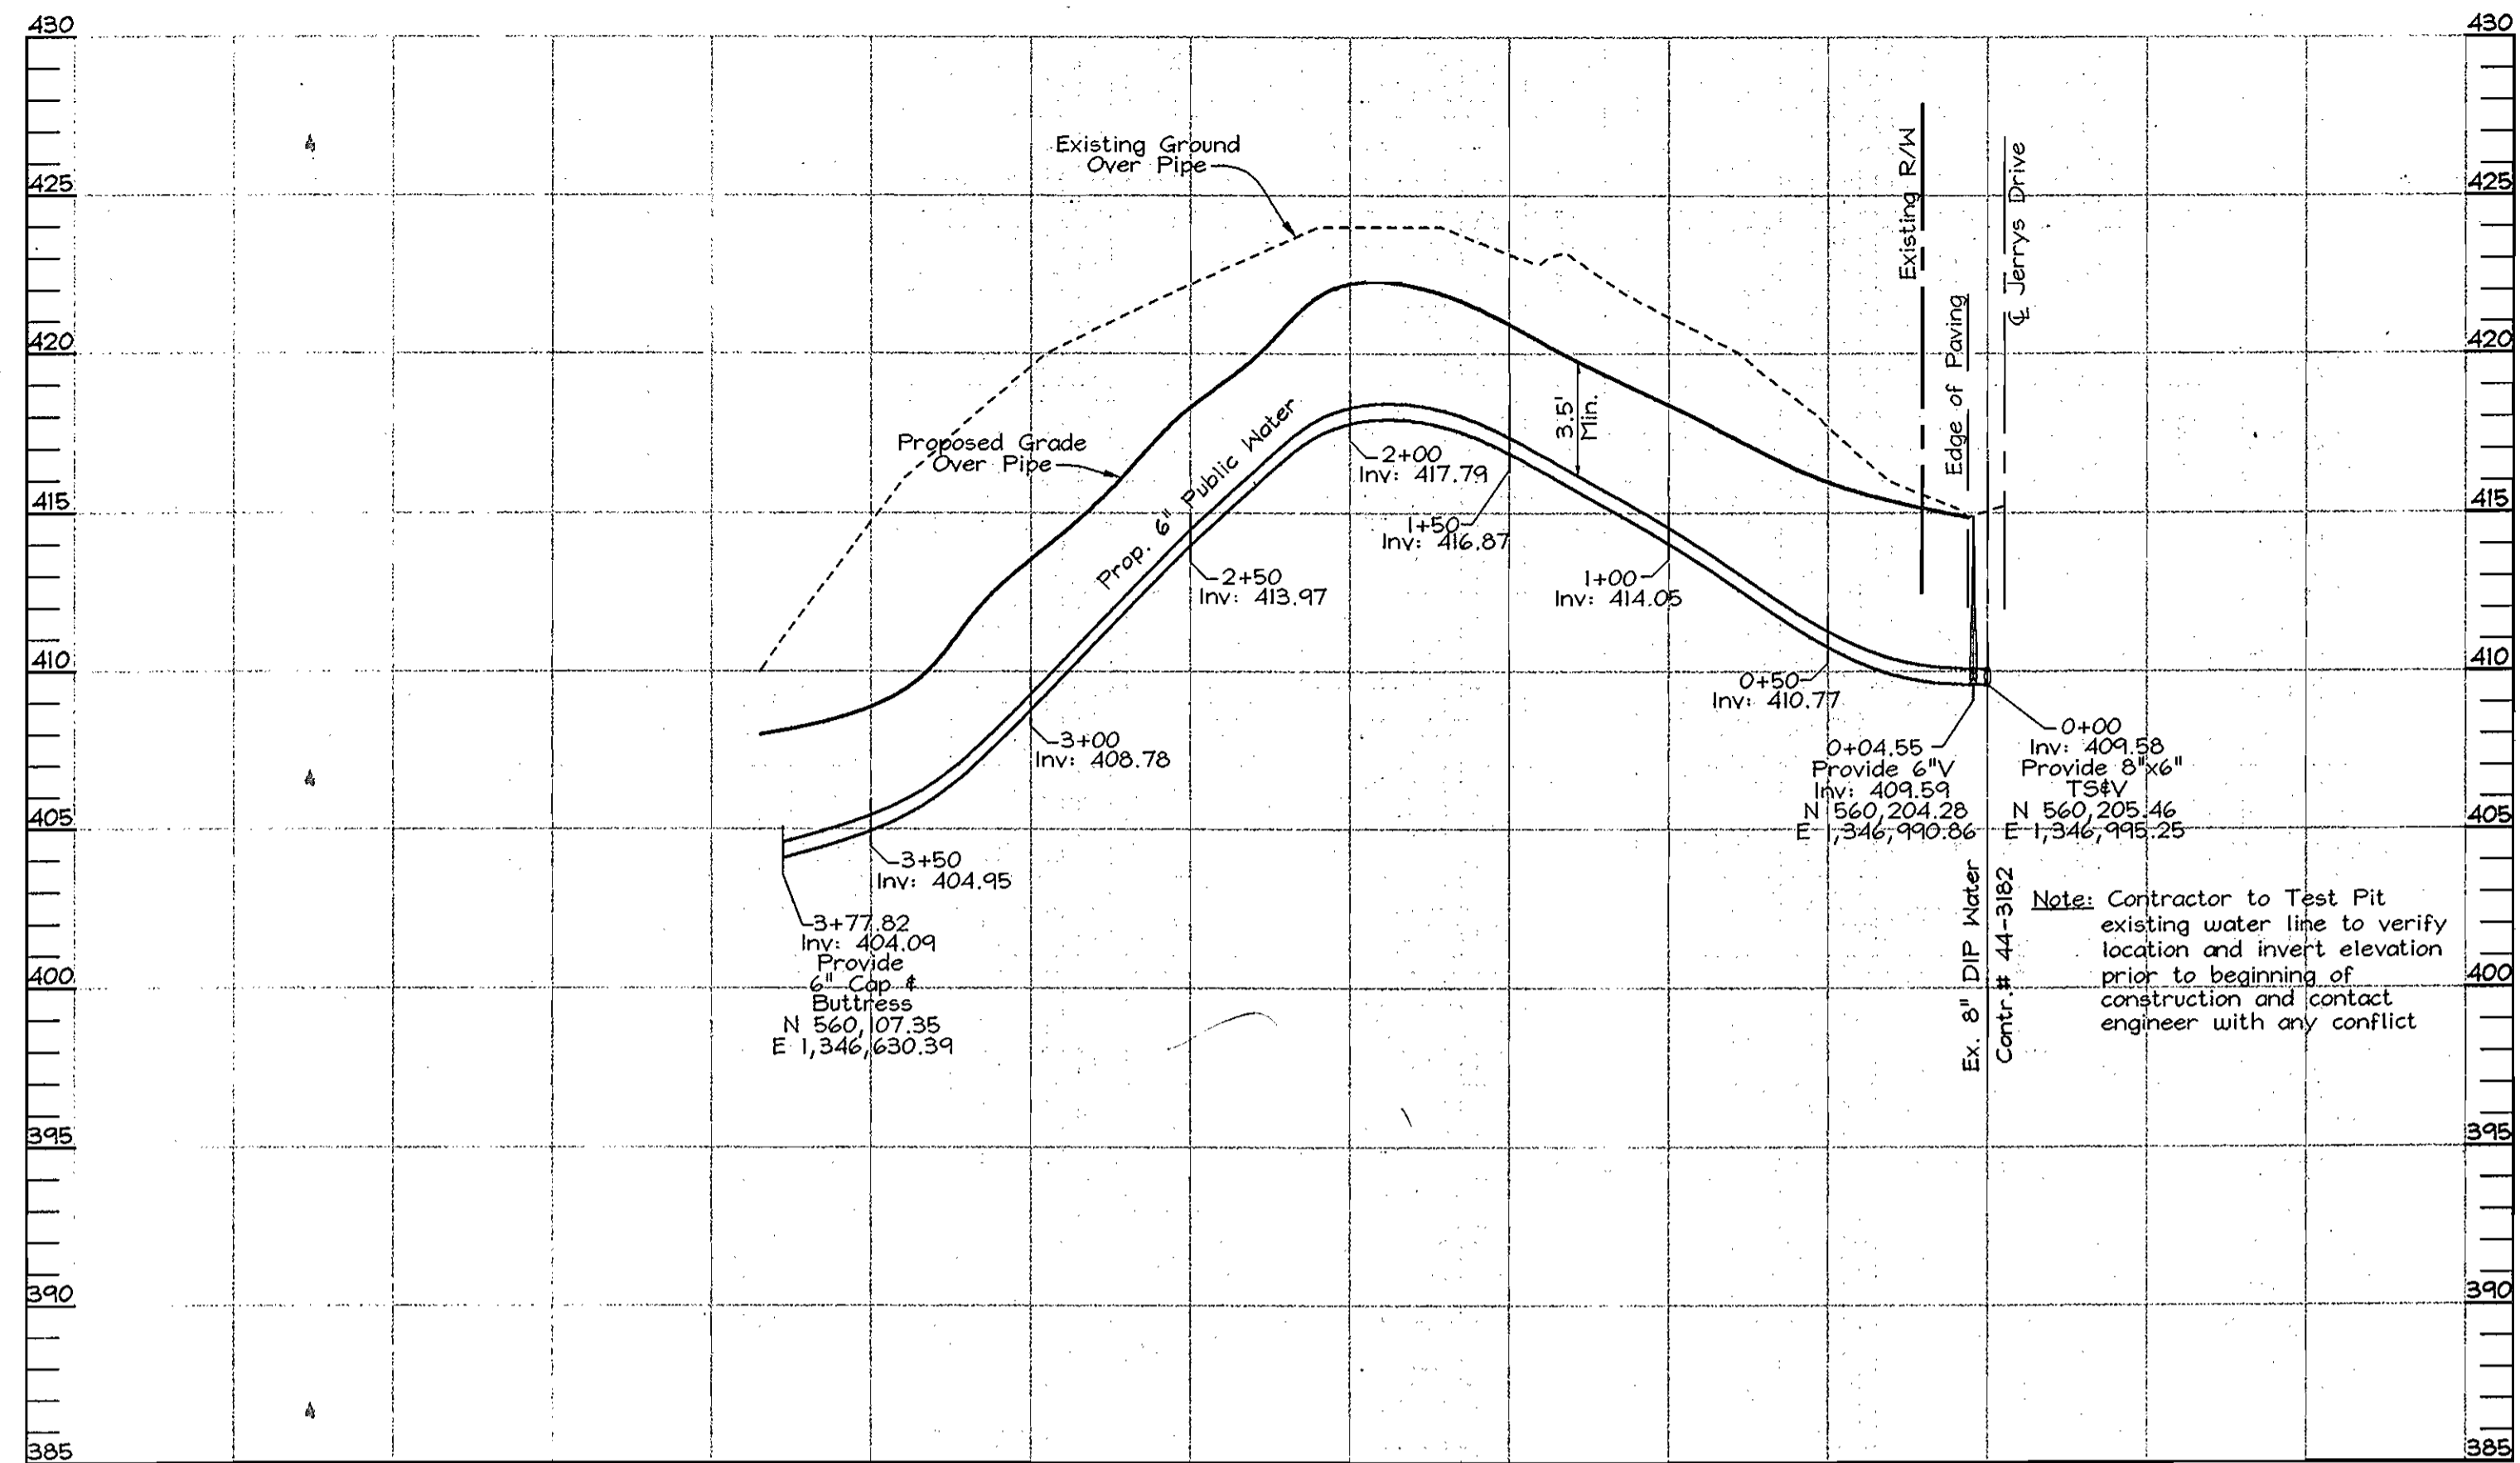 430
430
Existing Ground
Over Pipe
425
425
Existing R/W
℄ Jerrys Drive
Edge of Paving
420
420
3.5'
Min.
Proposed Grade
Over Pipe
Prop. 6" Public Water
2+00
Inv: 417.79
415
415
1+50
Inv: 416.87
2+50
Inv: 413.97
1+00
Inv: 414.05
410
410
0+50
Inv: 410.77
3+00
Inv: 408.78
0+04.55
Provide 6"V
Inv: 409.59
N 560,204.28
E 1,346,990.86
0+00
Inv: 409.58
Provide 8"x6"
TS&V
N 560,205.46
E 1,346,995.25
405
405
3+50
Inv: 404.95
3+77.82
Inv: 404.09
Provide
6" Cap &
Buttress
N 560,107.35
E 1,346,630.39
Ex. 8" DIP Water
Contr.# 44-3182
Note: Contractor to Test Pit
existing water line to verify
location and invert elevation
prior to beginning of
construction and contact
engineer with any conflict
400
400
395
395
390
390
385
385